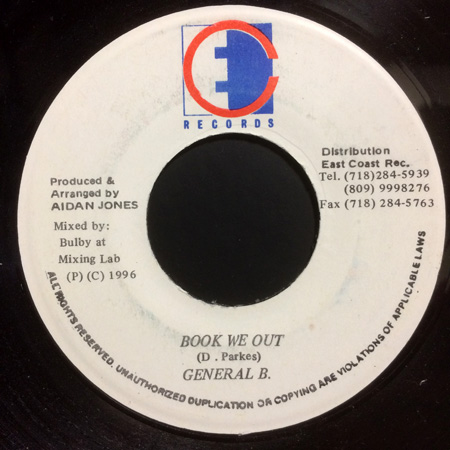 RECORDS
Produced &
Arranged by
AIDAN JONES
Mixed by:
Bulby at
Mixing Lab
(P) (C) 1996
Distribution
East Coast Rec.
Tel. (718)284-5939
(809) 9998276
Fax (718) 284-5763
BOOK WE OUT
(D . Parkes)
GENERAL B.
ALL RIGHTS RESERVED. UNAUTHORIZED DUPLICATION OR COPYING ARE VIOLATIONS OF APPLICABLE LAWS